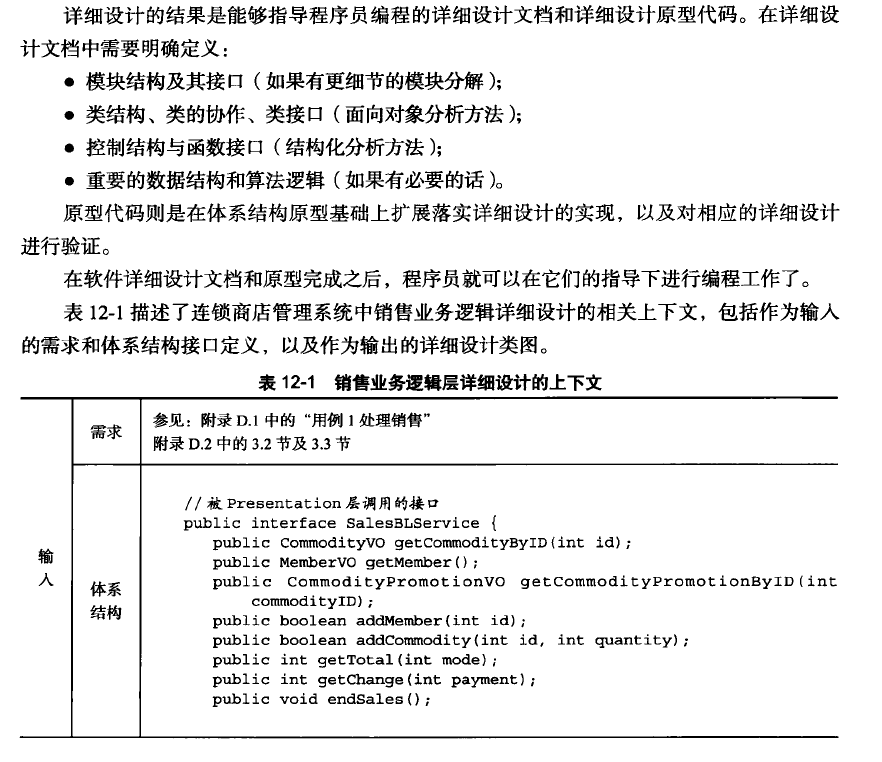 详细设计的结果是能够指导程序员编程的详细设计文档和详细设计原型代码。在详细设
计文档中需要明确定义：
● 模块结构及其接口（如果有更细节的模块分解）；
● 类结构、类的协作、类接口（面向对象分析方法）；
● 控制结构与函数接口（结构化分析方法）；
● 重要的数据结构和算法逻辑（如果有必要的话）。
原型代码则是在体系结构原型基础上扩展落实详细设计的实现，以及对相应的详细设计
进行验证。
在软件详细设计文档和原型完成之后，程序员就可以在它们的指导下进行编程工作了。
表 12-1 描述了连锁商店管理系统中销售业务逻辑详细设计的相关上下文，包括作为输入
的需求和体系结构接口定义，以及作为输出的详细设计类图。
表 12-1 销售业务逻辑层详细设计的上下文
输
入
需求
参见：附录 D.1 中的“用例 1 处理销售”
附录 D.2 中的 3.2 节及 3.3 节
体系
结构
//被 Presentation 层调用的接口
public interface SalesBLService {
public CommodityVO getCommodityByID(int id);
public MemberVO getMember();
public CommodityPromotionVO getCommodityPromotionByID(int
commodityID);
public boolean addMember(int id);
public boolean addCommodity(int id, int quantity);
public int getTotal(int mode);
public int getChange(int payment);
public void endSales();